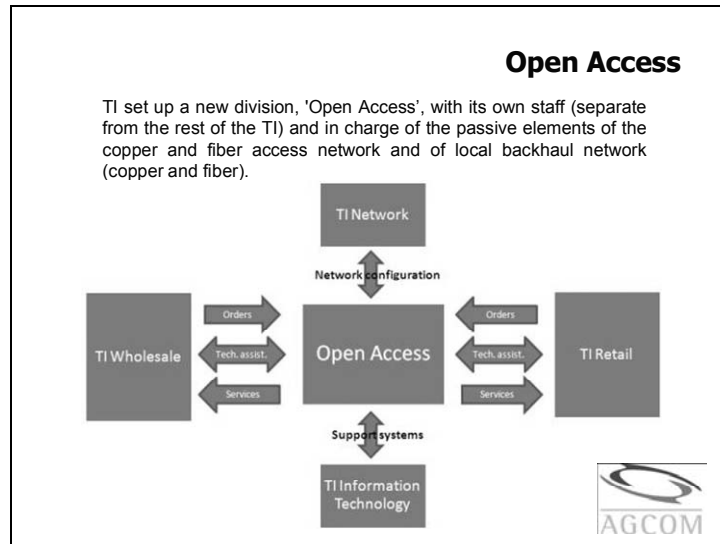 Open Access
TI set up a new division, 'Open Access’, with its own staff (separate
from the rest of the TI) and in charge of the passive elements of the
copper and fiber access network and of local backhaul network
(copper and fiber).
TI Network
Network configuration
Orders
Orders
TI Wholesale
Tech. assist.
Open Access
Tech. assist.
TI Retail
Services
Services
Support systems
TI Information
Technology
AGCOM